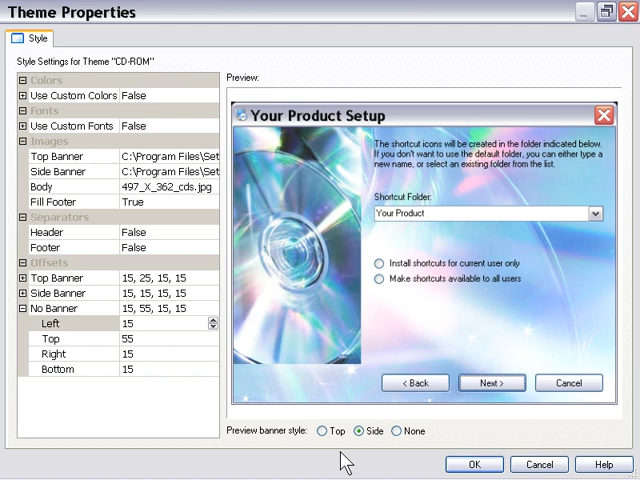 Theme Properties
Style
Style Settings for Theme "CD-ROM"
Colors
Use Custom Colors False
Fonts
Use Custom Fonts False
Images
Top Banner C:\Program Files\Set
Side Banner C:\Program Files\Set
Body 497_X_362_cds.jpg
Fill Footer True
Separators
Header False
Footer False
Offsets
Top Banner 15, 25, 15, 15
Side Banner 15, 15, 15, 15
No Banner 15, 55, 15, 15
Left 15
Top 55
Right 15
Bottom 15
Preview:
Your Product Setup
The shortcut icons will be created in the folder indicated below.
If you don't want to use the default folder, you can either type a
new name, or select an existing folder from the list.
Shortcut Folder:
Your Product
Install shortcuts for current user only
Make shortcuts available to all users
< Back Next > Cancel
Preview banner style: Top Side None
OK Cancel Help